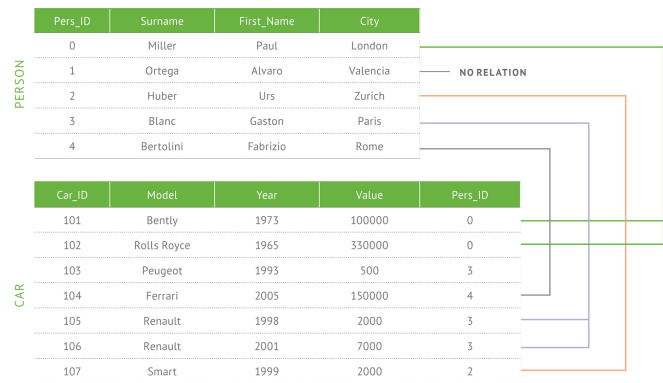 PERSON
Pers_ID Surname First_Name City
0 Miller Paul London
1 Ortega Alvaro Valencia NO RELATION
2 Huber Urs Zurich
3 Blanc Gaston Paris
4 Bertolini Fabrizio Rome
CAR
Car_ID Model Year Value Pers_ID
101 Bently 1973 100000 0
102 Rolls Royce 1965 330000 0
103 Peugeot 1993 500 3
104 Ferrari 2005 150000 4
105 Renault 1998 2000 3
106 Renault 2001 7000 3
107 Smart 1999 2000 2